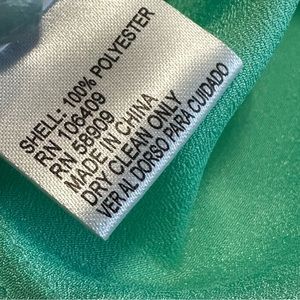 SHELL: 100% POLYESTER
RN 106409
RN 58909
MADE IN CHINA
DRY CLEAN ONLY
VER AL DORSO PARA CUIDADO